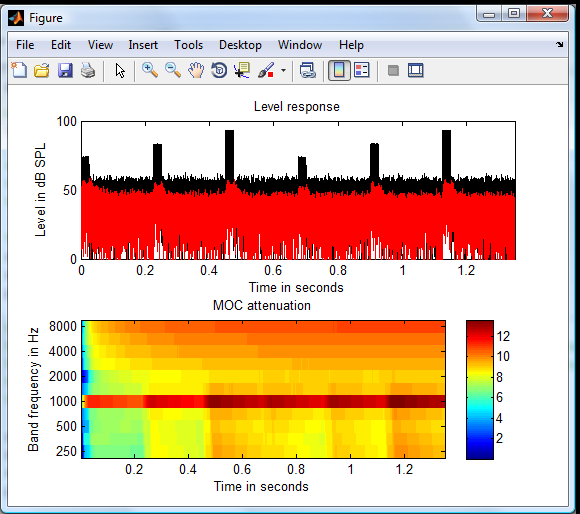 Figure
File Edit View Insert Tools Desktop Window Help
Level response
Level in dB SPL
100
50
0
0 0.2 0.4 0.6 0.8 1 1.2
Time in seconds
MOC attenuation
Band frequency in Hz
8000
4000
2000
1000
500
250
0.2 0.4 0.6 0.8 1 1.2
Time in seconds
12
10
8
6
4
2